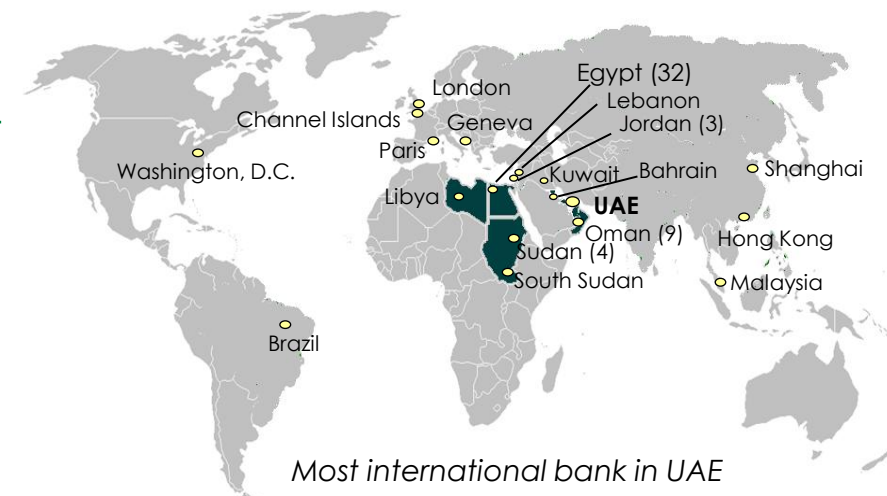 London
Egypt (32)
Lebanon
Channel Islands
Geneva
Jordan (3)
Paris
Washington, D.C.
Kuwait
Bahrain
Shanghai
Libya
UAE
Oman (9)
Hong Kong
Sudan (4)
South Sudan
Malaysia
Brazil
Most international bank in UAE